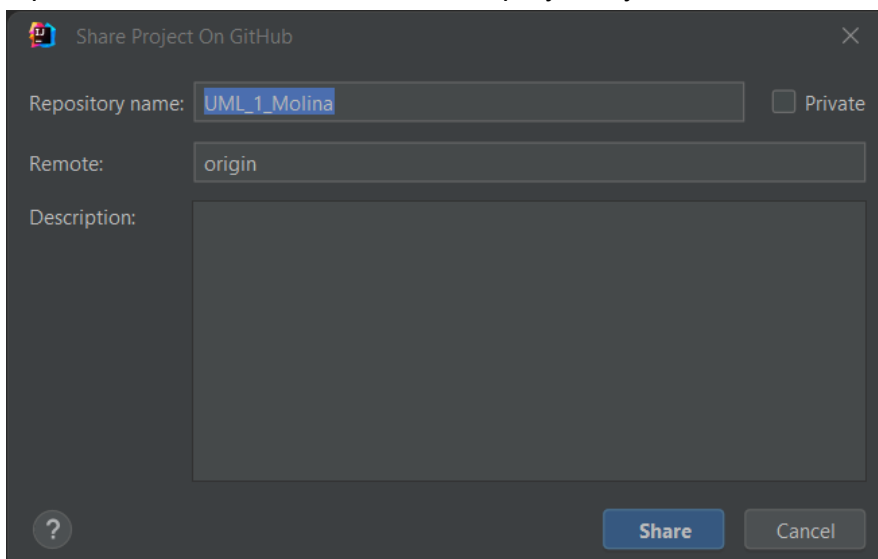 Share Project On GitHub
Repository name: UML_1_Molina Private
Remote: origin
Description:
? Share Cancel